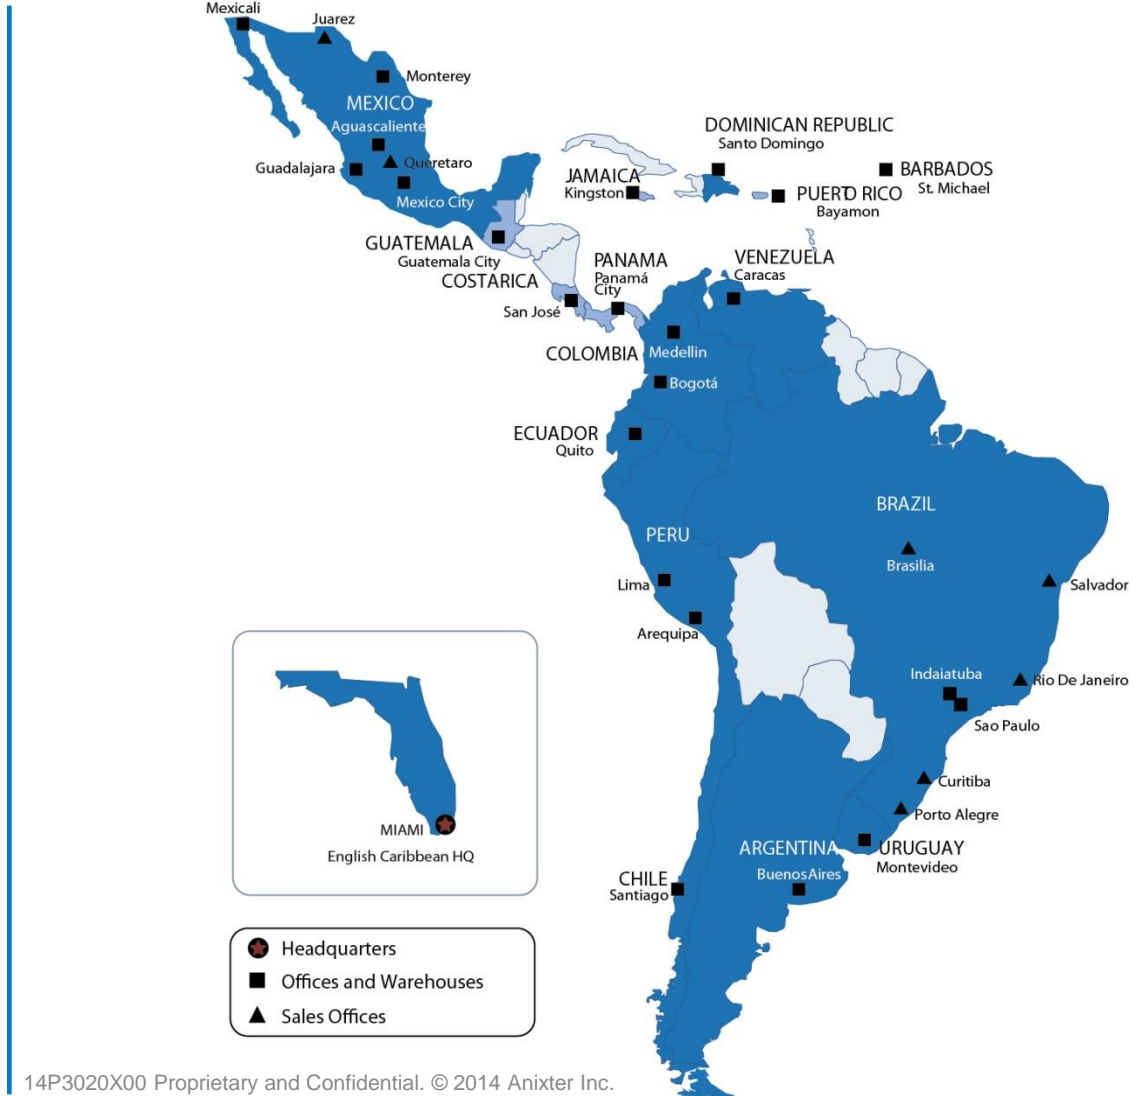 Mexicali
Juarez
Monterey
MEXICO
Aguascaliente
Guadalajara
Queretaro
Mexico City
DOMINICAN REPUBLIC
Santo Domingo
JAMAICA
Kingston
BARBADOS
St. Michael
PUERTO RICO
Bayamon
GUATEMALA
Guatemala City
COSTARICA
San José
PANAMA
Panamá
City
VENEZUELA
Caracas
COLOMBIA
Medellin
Bogotá
ECUADOR
Quito
BRAZIL
PERU
Brasilia
Lima
Salvador
Arequipa
Indaiatuba
Rio De Janeiro
Sao Paulo
Curitiba
Porto Alegre
ARGENTINA
Buenos Aires
URUGUAY
Montevideo
CHILE
Santiago
MIAMI
English Caribbean HQ
Headquarters
Offices and Warehouses
Sales Offices
14P3020X00 Proprietary and Confidential. © 2014 Anixter Inc.